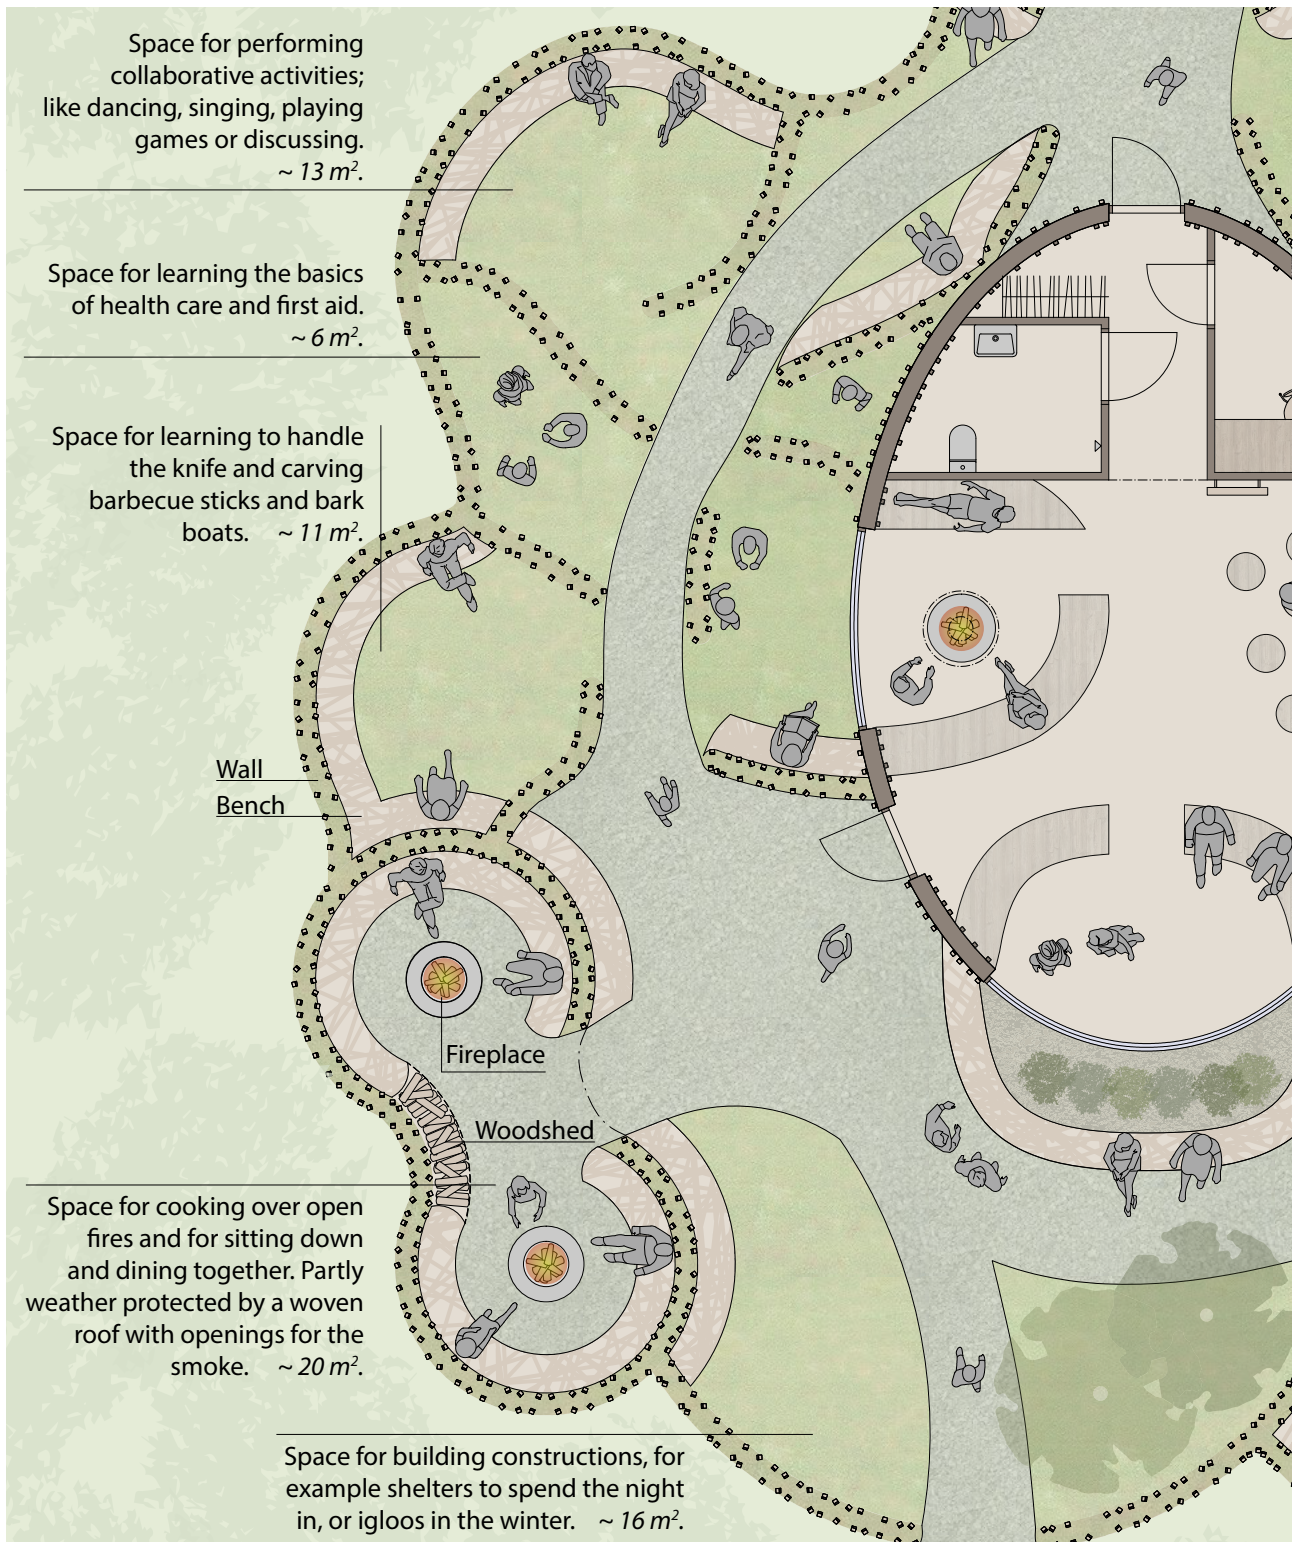 Space for performing
collaborative activities;
like dancing, singing, playing
games or discussing.
~ 13 m².
Space for learning the basics
of health care and first aid.
~ 6 m².
Space for learning to handle
the knife and carving
barbecue sticks and bark
boats. ~ 11 m².
Wall
Bench
Fireplace
Woodshed
Space for cooking over open
fires and for sitting down
and dining together. Partly
weather protected by a woven
roof with openings for the
smoke. ~ 20 m².
Space for building constructions, for
example shelters to spend the night
in, or igloos in the winter. ~ 16 m².